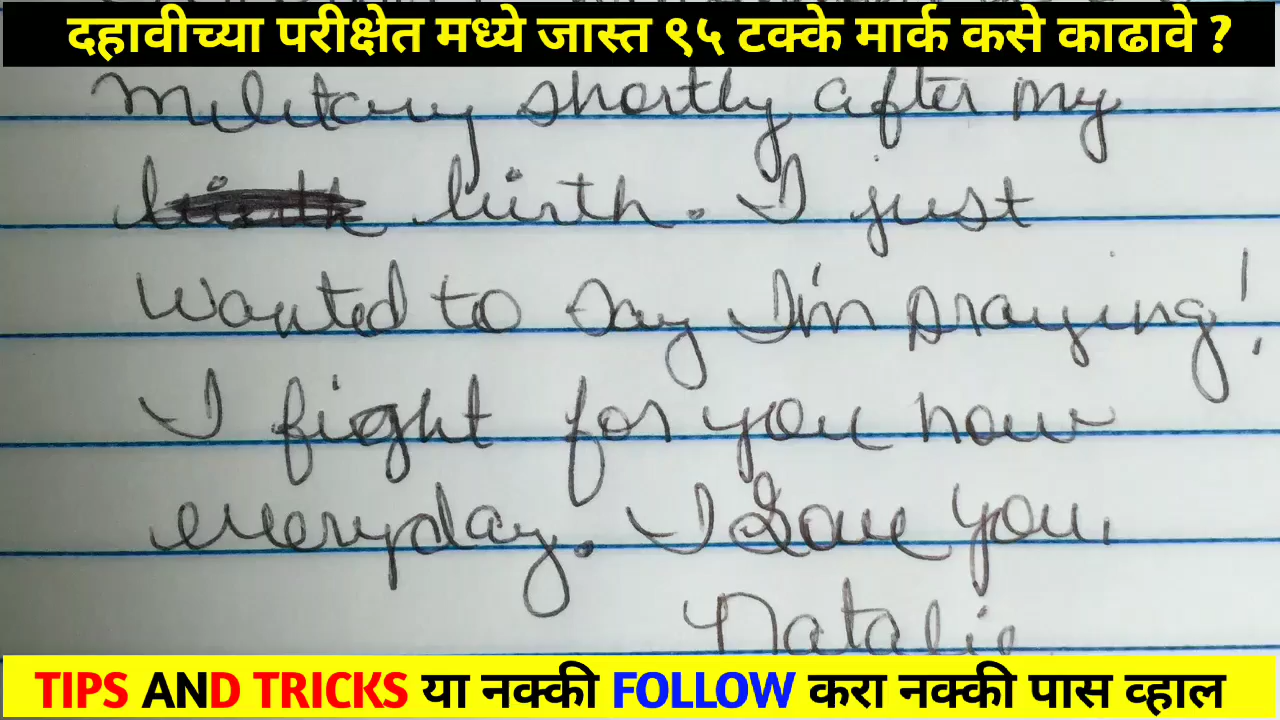 दहावीच्या परीक्षेत मध्ये जास्त ९५ टक्के मार्क कसे काढावे ?
military shortly after my
birth. I just
wanted to say I'm praying!
I fight for you now
everyday. I Love you.
Natalie
TIPS AND TRICKS या नक्की FOLLOW करा नक्की पास व्हाल